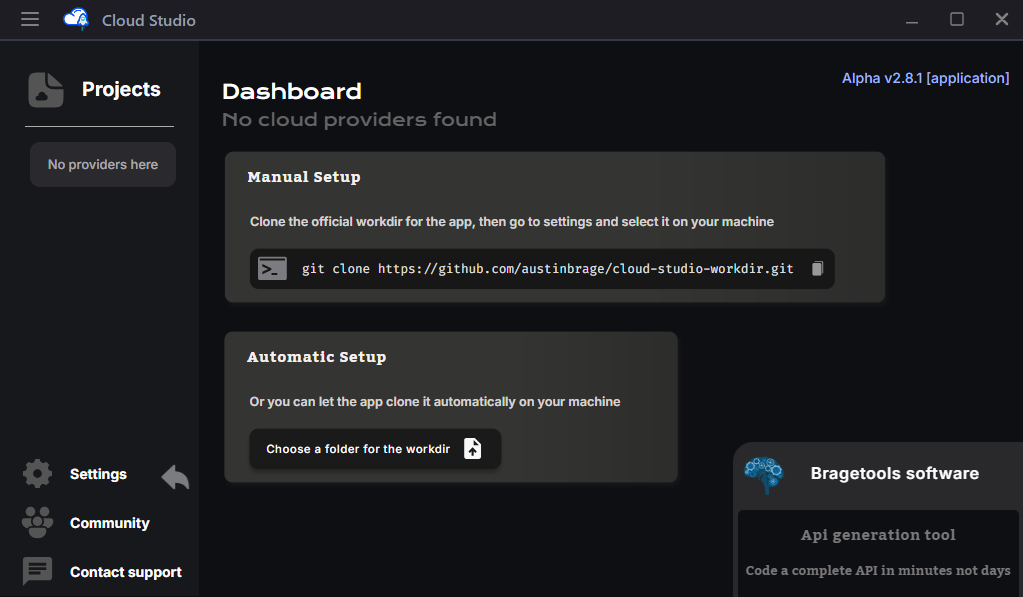 Cloud Studio
Projects
No providers here
Settings
Community
Contact support
Alpha v2.8.1 [application]
Dashboard
No cloud providers found
Manual Setup
Clone the official workdir for the app, then go to settings and select it on your machine
git clone https://github.com/austinbrage/cloud-studio-workdir.git
Automatic Setup
Or you can let the app clone it automatically on your machine
Choose a folder for the workdir
Bragetools software
Api generation tool
Code a complete API in minutes not days